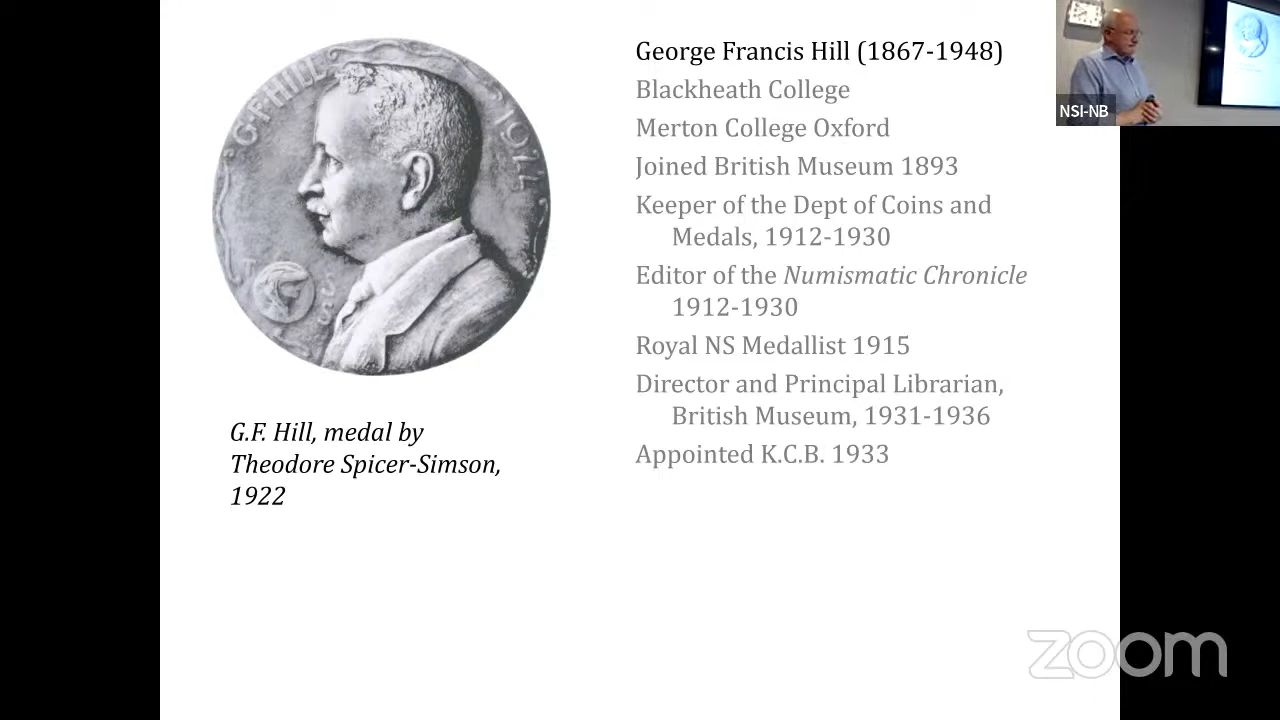 G.F. HILL
1922
G.F. Hill, medal by
Theodore Spicer-Simson,
1922
George Francis Hill (1867-1948)
Blackheath College
Merton College Oxford
Joined British Museum 1893
Keeper of the Dept of Coins and
Medals, 1912-1930
Editor of the Numismatic Chronicle
1912-1930
Royal NS Medallist 1915
Director and Principal Librarian,
British Museum, 1931-1936
Appointed K.C.B. 1933
NSI-NB
zoom